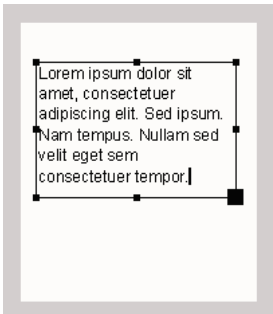 Lorem ipsum dolor sit
amet, consectetuer
adipiscing elit. Sed ipsum.
Nam tempus. Nullam sed
velit eget sem
consectetuer tempor.